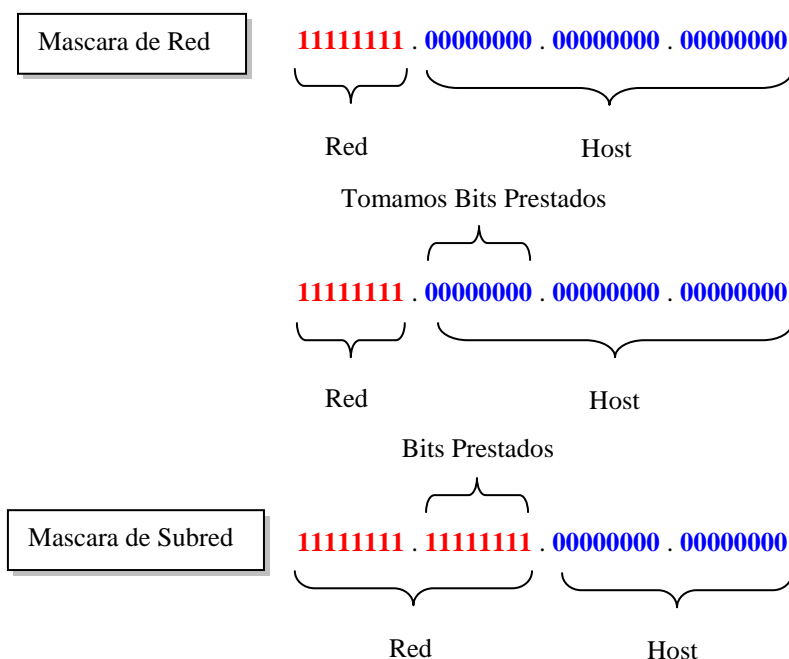 Mascara de Red
11111111 . 00000000 . 00000000 . 00000000
Red Host
Tomamos Bits Prestados
11111111 . 00000000 . 00000000 . 00000000
Red Host
Bits Prestados
Mascara de Subred
11111111 . 11111111 . 00000000 . 00000000
Red Host